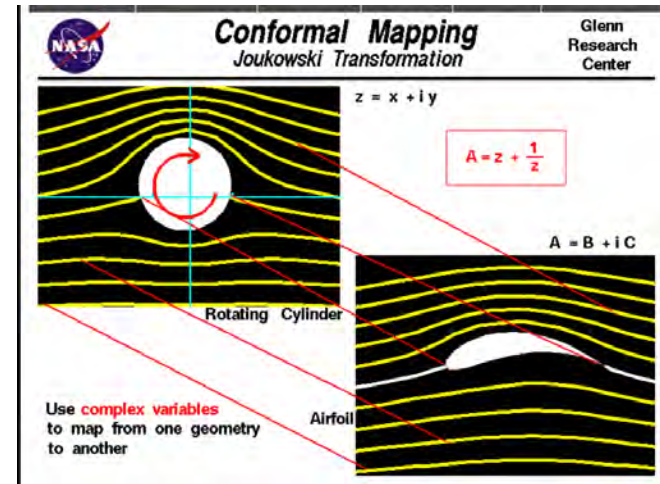 NASA
Conformal Mapping
Joukowski Transformation
Glenn
Research
Center
z = x + i y
A = z + 1/z
A = B + i C
Rotating Cylinder
Airfoil
Use complex variables
to map from one geometry
to another